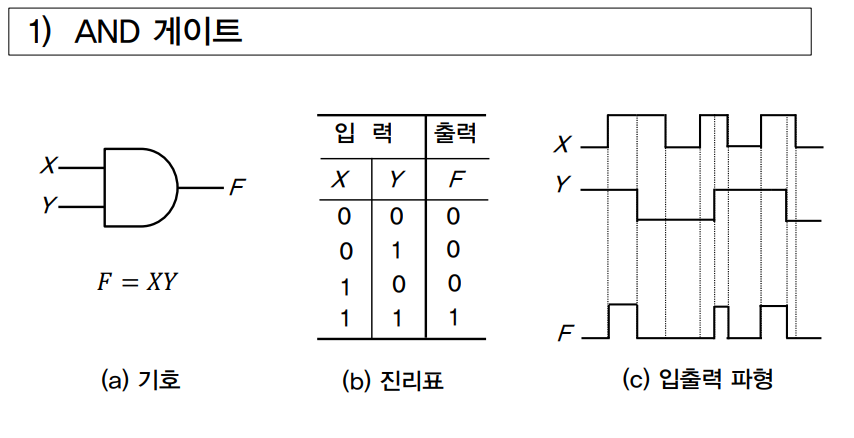 1) AND 게이트
X
Y
F
F = XY
(a) 기호
입 력 출력
X Y F
0 0 0
0 1 0
1 0 0
1 1 1
(b) 진리표
X
Y
F
(c) 입출력 파형